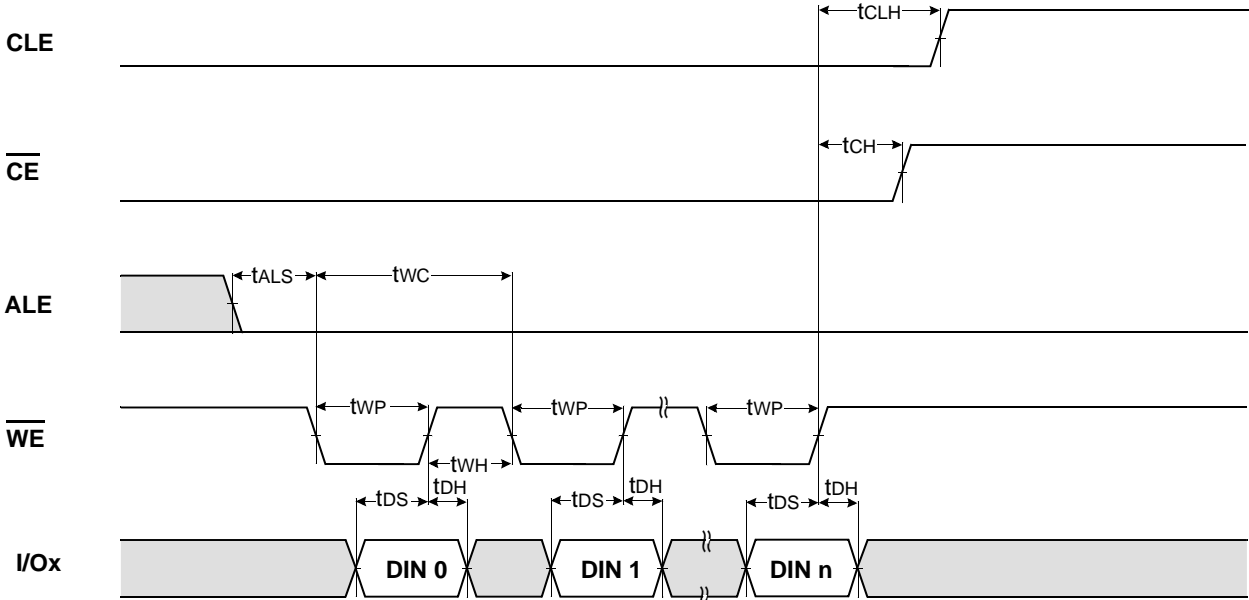 tCLH
CLE
tCH
CE
tALS tWC
ALE
tWP tWP tWP
WE
tWH
tDS tDH tDS tDH tDS tDH
I/Ox DIN 0 DIN 1 DIN n